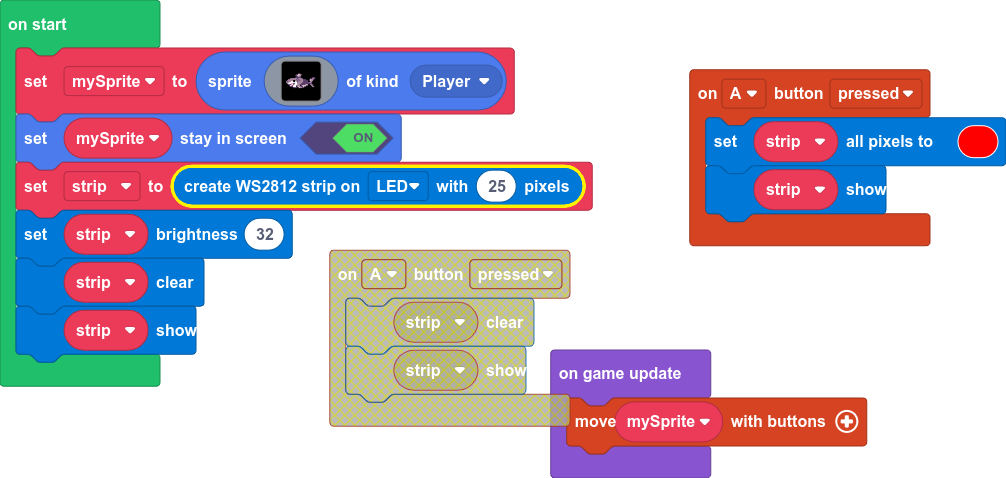 on start
set mySprite to sprite of kind Player
set mySprite stay in screen ON
set strip to create WS2812 strip on LED with 25 pixels
set strip brightness 32
strip clear
strip show
on A button pressed
strip clear
strip show
on game update
move mySprite with buttons
on A button pressed
set strip all pixels to
strip show